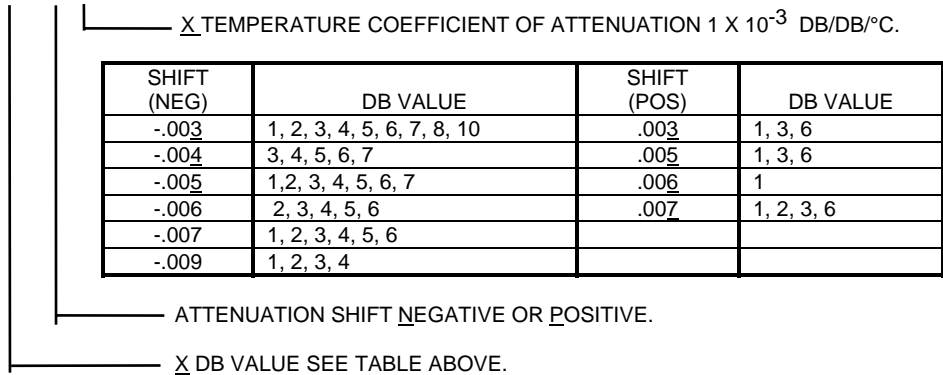 X TEMPERATURE COEFFICIENT OF ATTENUATION 1 X 10-3 DB/DB/°C.
SHIFT (NEG) DB VALUE SHIFT (POS) DB VALUE
-.003 1, 2, 3, 4, 5, 6, 7, 8, 10 .003 1, 3, 6
-.004 3, 4, 5, 6, 7 .005 1, 3, 6
-.005 1,2, 3, 4, 5, 6, 7 .006 1
-.006 2, 3, 4, 5, 6 .007 1, 2, 3, 6
-.007 1, 2, 3, 4, 5, 6
-.009 1, 2, 3, 4
ATTENUATION SHIFT NEGATIVE OR POSITIVE.
X DB VALUE SEE TABLE ABOVE.